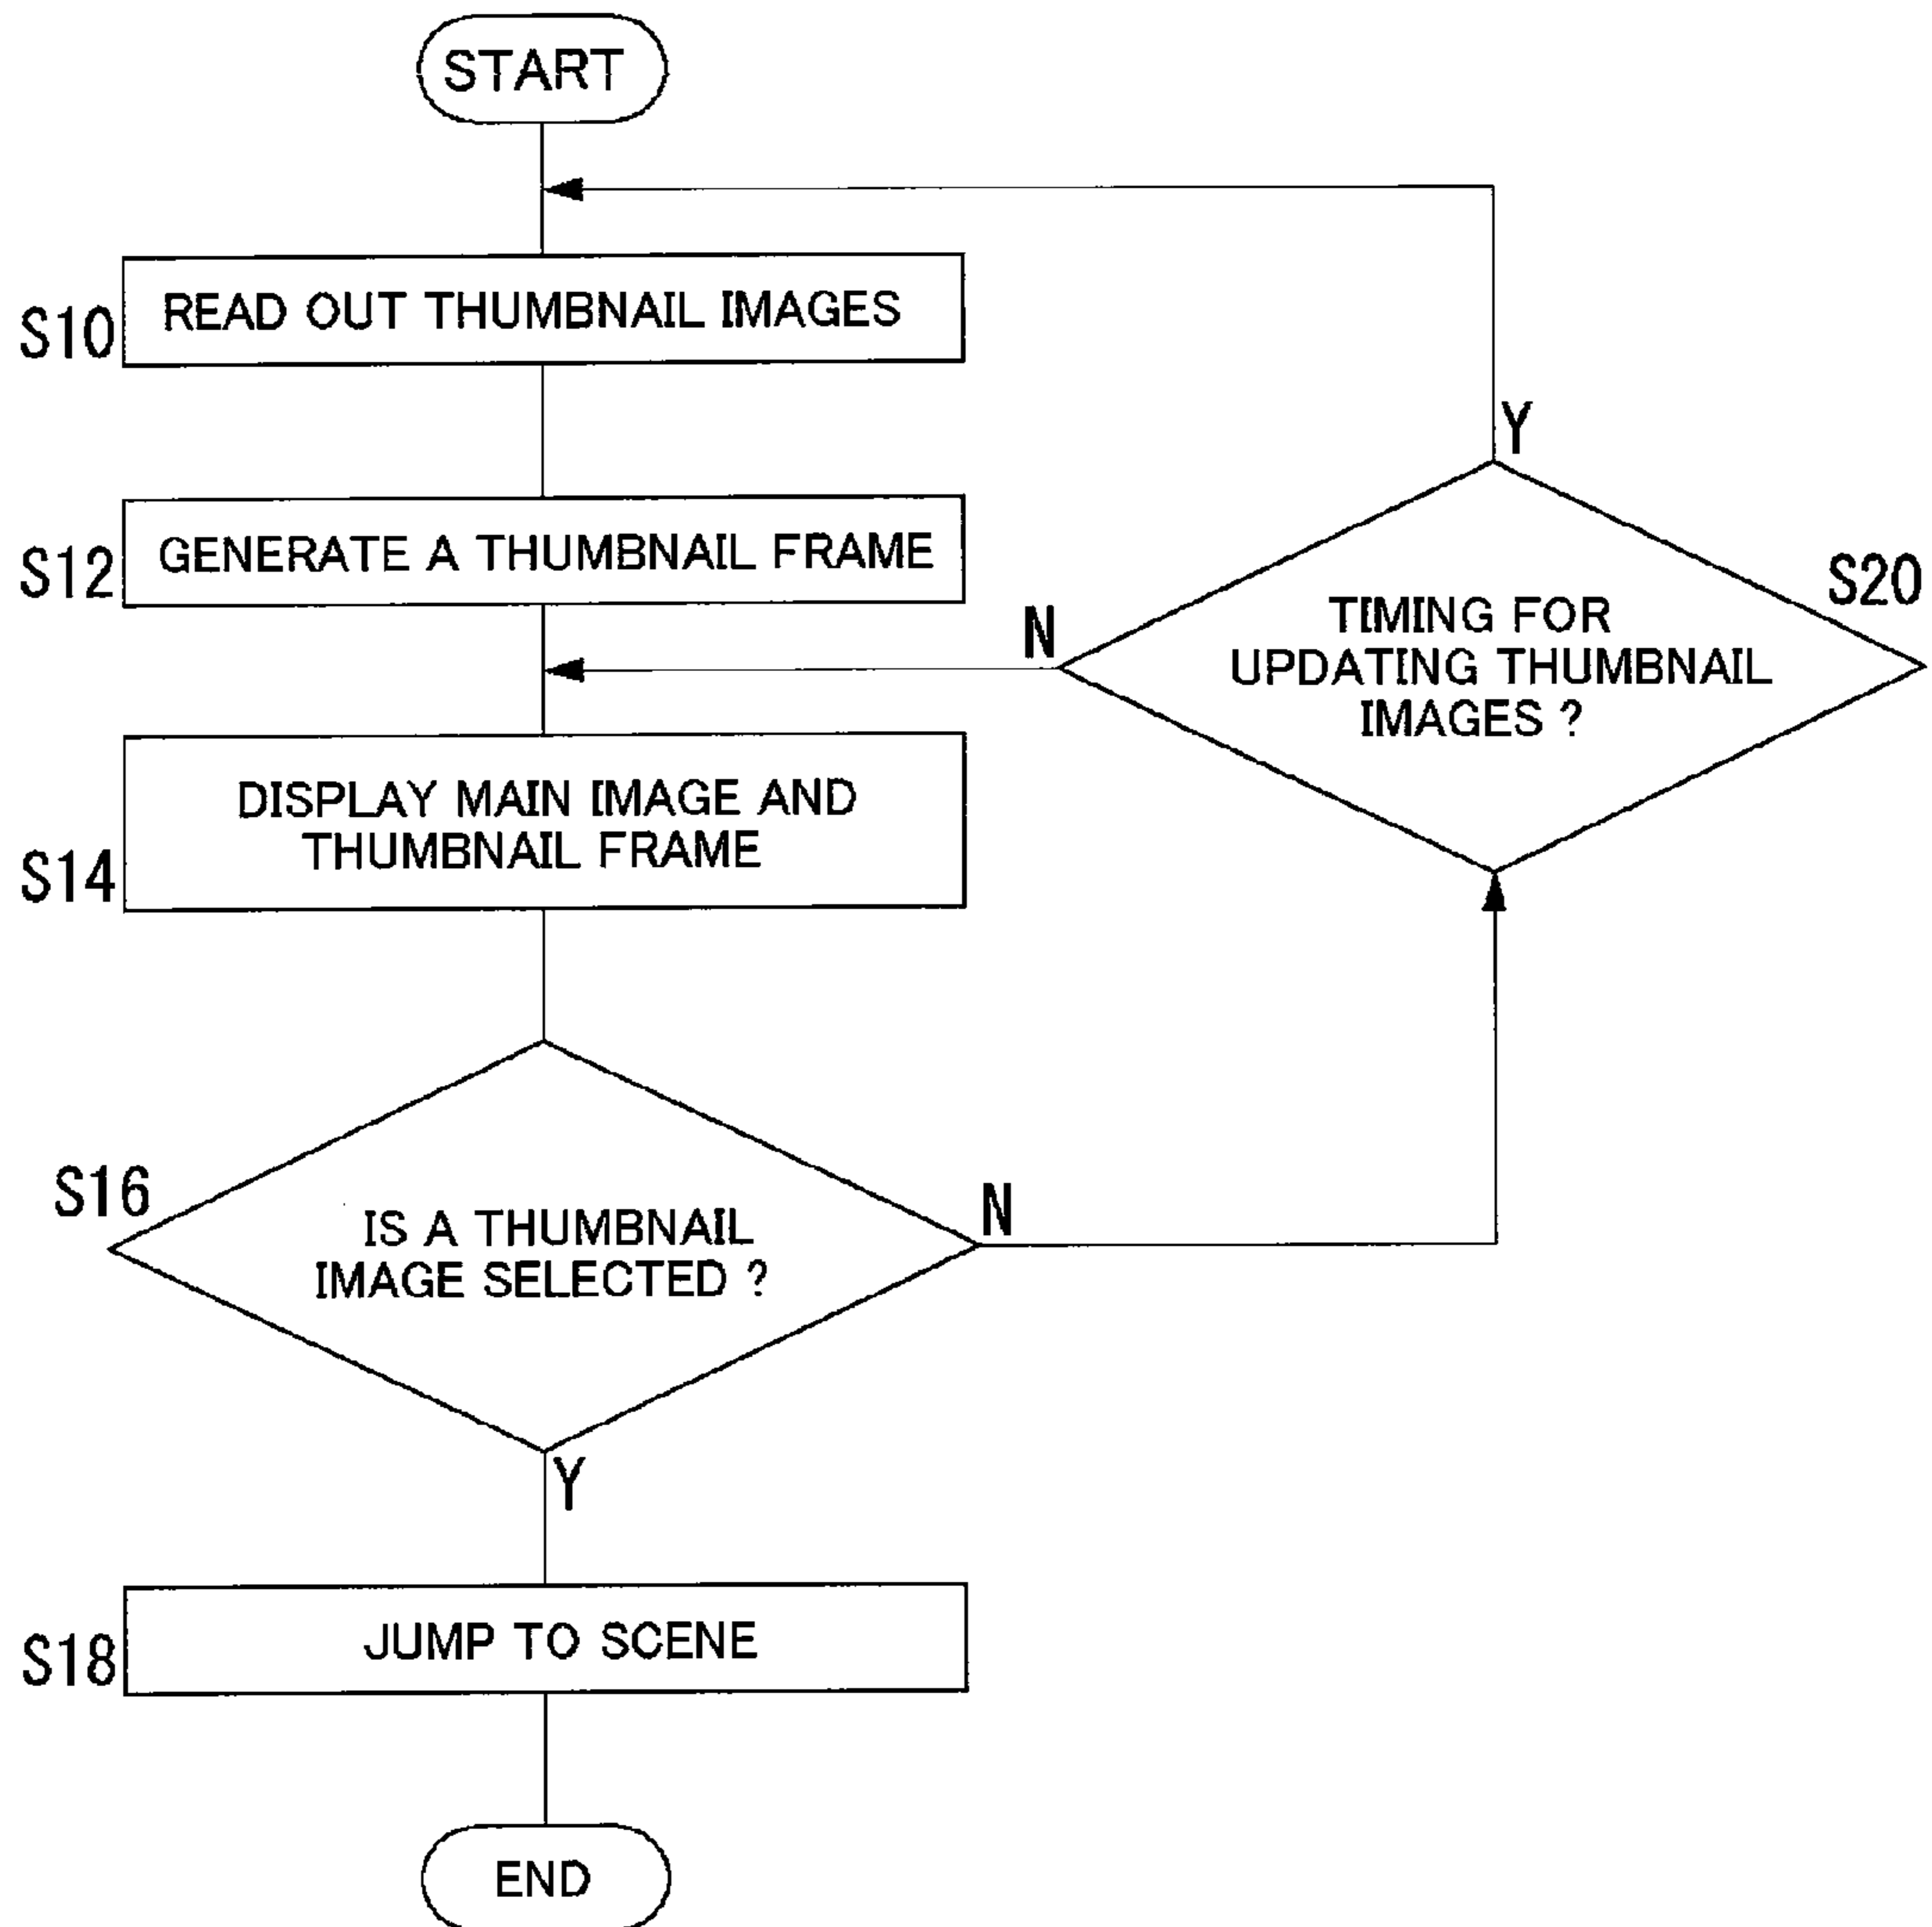 START
S10
READ OUT THUMBNAIL IMAGES
S12
GENERATE A THUMBNAIL FRAME
Y
S20
TIMING FOR
UPDATING THUMBNAIL
IMAGES ?
N
S14
DISPLAY MAIN IMAGE AND
THUMBNAIL FRAME
S16
IS A THUMBNAIL
IMAGE SELECTED ?
N
Y
S18
JUMP TO SCENE
END